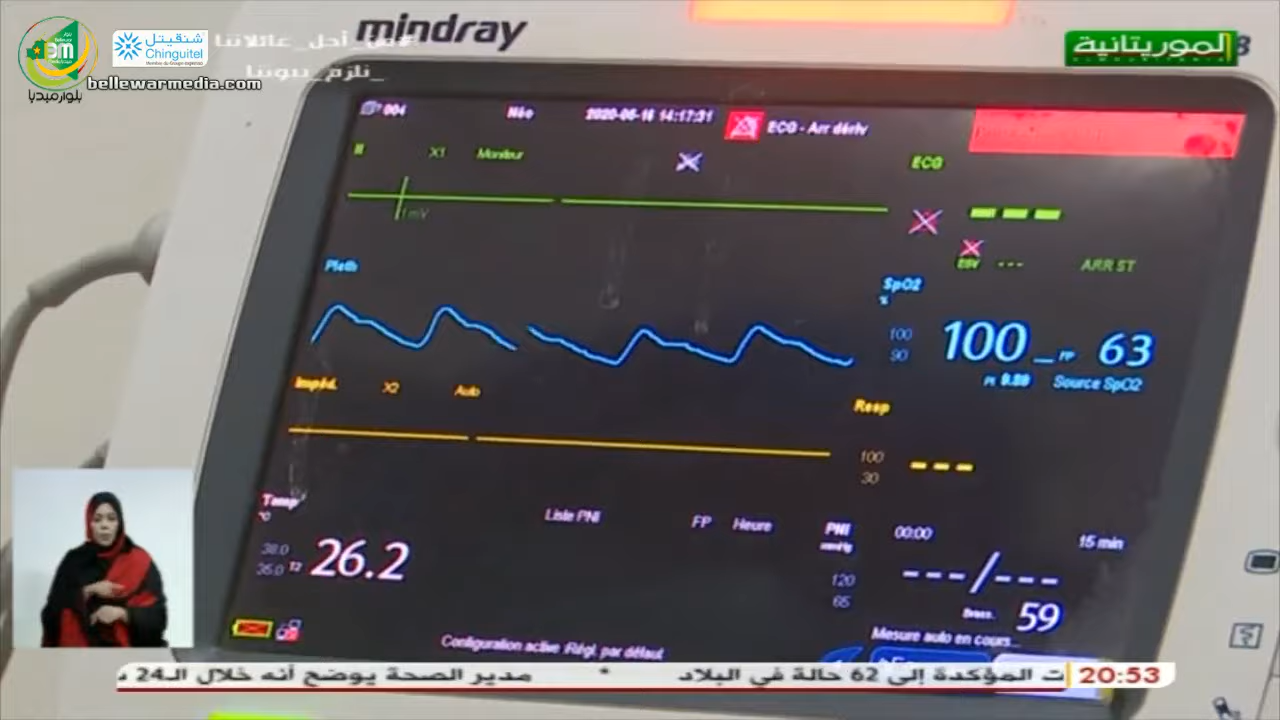 mindray
شنقيتل
Chinguitel
الموريتانية
bellewarmedia.com
بلوارميديا
#من_أجل_عائلاتنا
_نلزم_بيوتنا
004
Néo
14:17:31
ECG - Arr dériv
II X1 Moniteur
ECG
1mV
ESV ---
ARR ST
Pleth
SpO2
%
100
90
100
FP 63
PI
Source SpO2
Impéd. X2 Auto
Resp
100
30
---
Temp
°C
38.0
35.0 T2
26.2
Liste PNI FP Heure
PNI
mmHg
00:00 15 min
120
65
---/---
59
Mesure auto en cours...
Configuration active :Régl. par défaut
ت المؤكدة إلى 62 حالة في البلاد * مدير الصحة يوضح أنه خلال الـ24
20:53